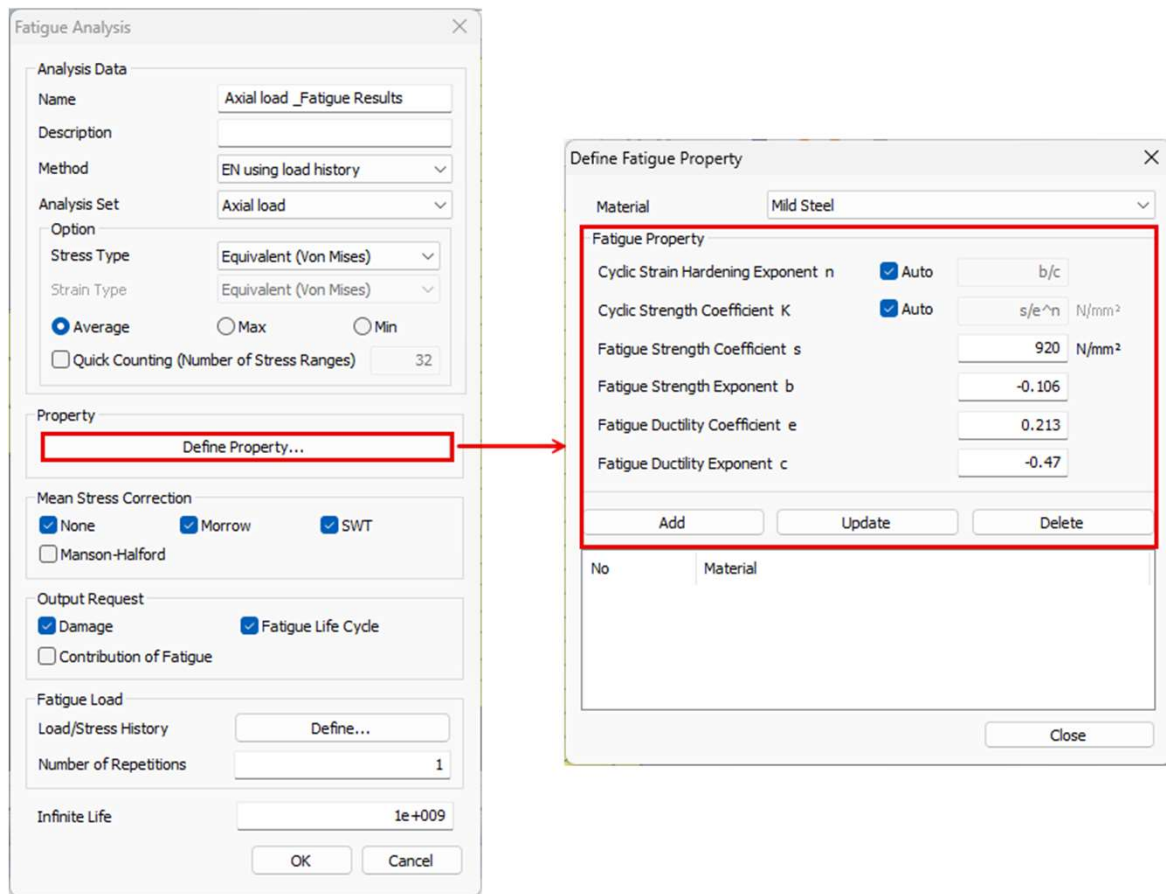 Fatigue Analysis
Analysis Data
Name Axial load _Fatigue Results
Description
Method EN using load history
Analysis Set Axial load
Option
Stress Type Equivalent (Von Mises)
Strain Type Equivalent (Von Mises)
Average Max Min
Quick Counting (Number of Stress Ranges) 32
Property
Define Property...
Mean Stress Correction
None Morrow SWT
Manson-Halford
Output Request
Damage Fatigue Life Cycle
Contribution of Fatigue
Fatigue Load
Load/Stress History Define...
Number of Repetitions 1
Infinite Life 1e+009
OK Cancel
Define Fatigue Property
Material Mild Steel
Fatigue Property
Cyclic Strain Hardening Exponent n Auto b/c
Cyclic Strength Coefficient K Auto s/e^n N/mm²
Fatigue Strength Coefficient s 920 N/mm²
Fatigue Strength Exponent b -0.106
Fatigue Ductility Coefficient e 0.213
Fatigue Ductility Exponent c -0.47
Add Update Delete
No Material
Close